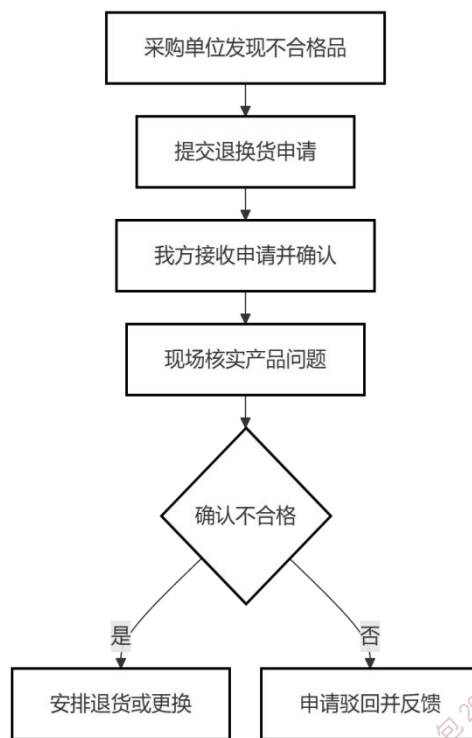 采购单位发现不合格品
提交退换货申请
我方接收申请并确认
现场核实产品问题
确认不合格
是
否
安排退货或更换
申请驳回并反馈